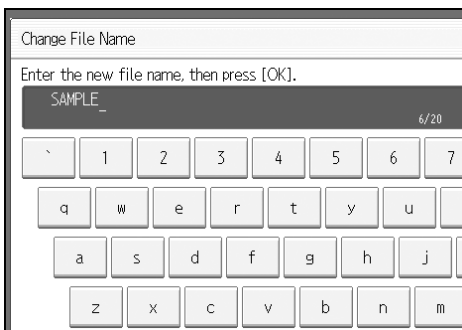 Change File Name
Enter the new file name, then press [OK].
SAMPLE_
6/20
` 1 2 3 4 5 6 7
q w e r t y u
a s d f g h j
z x c v b n m